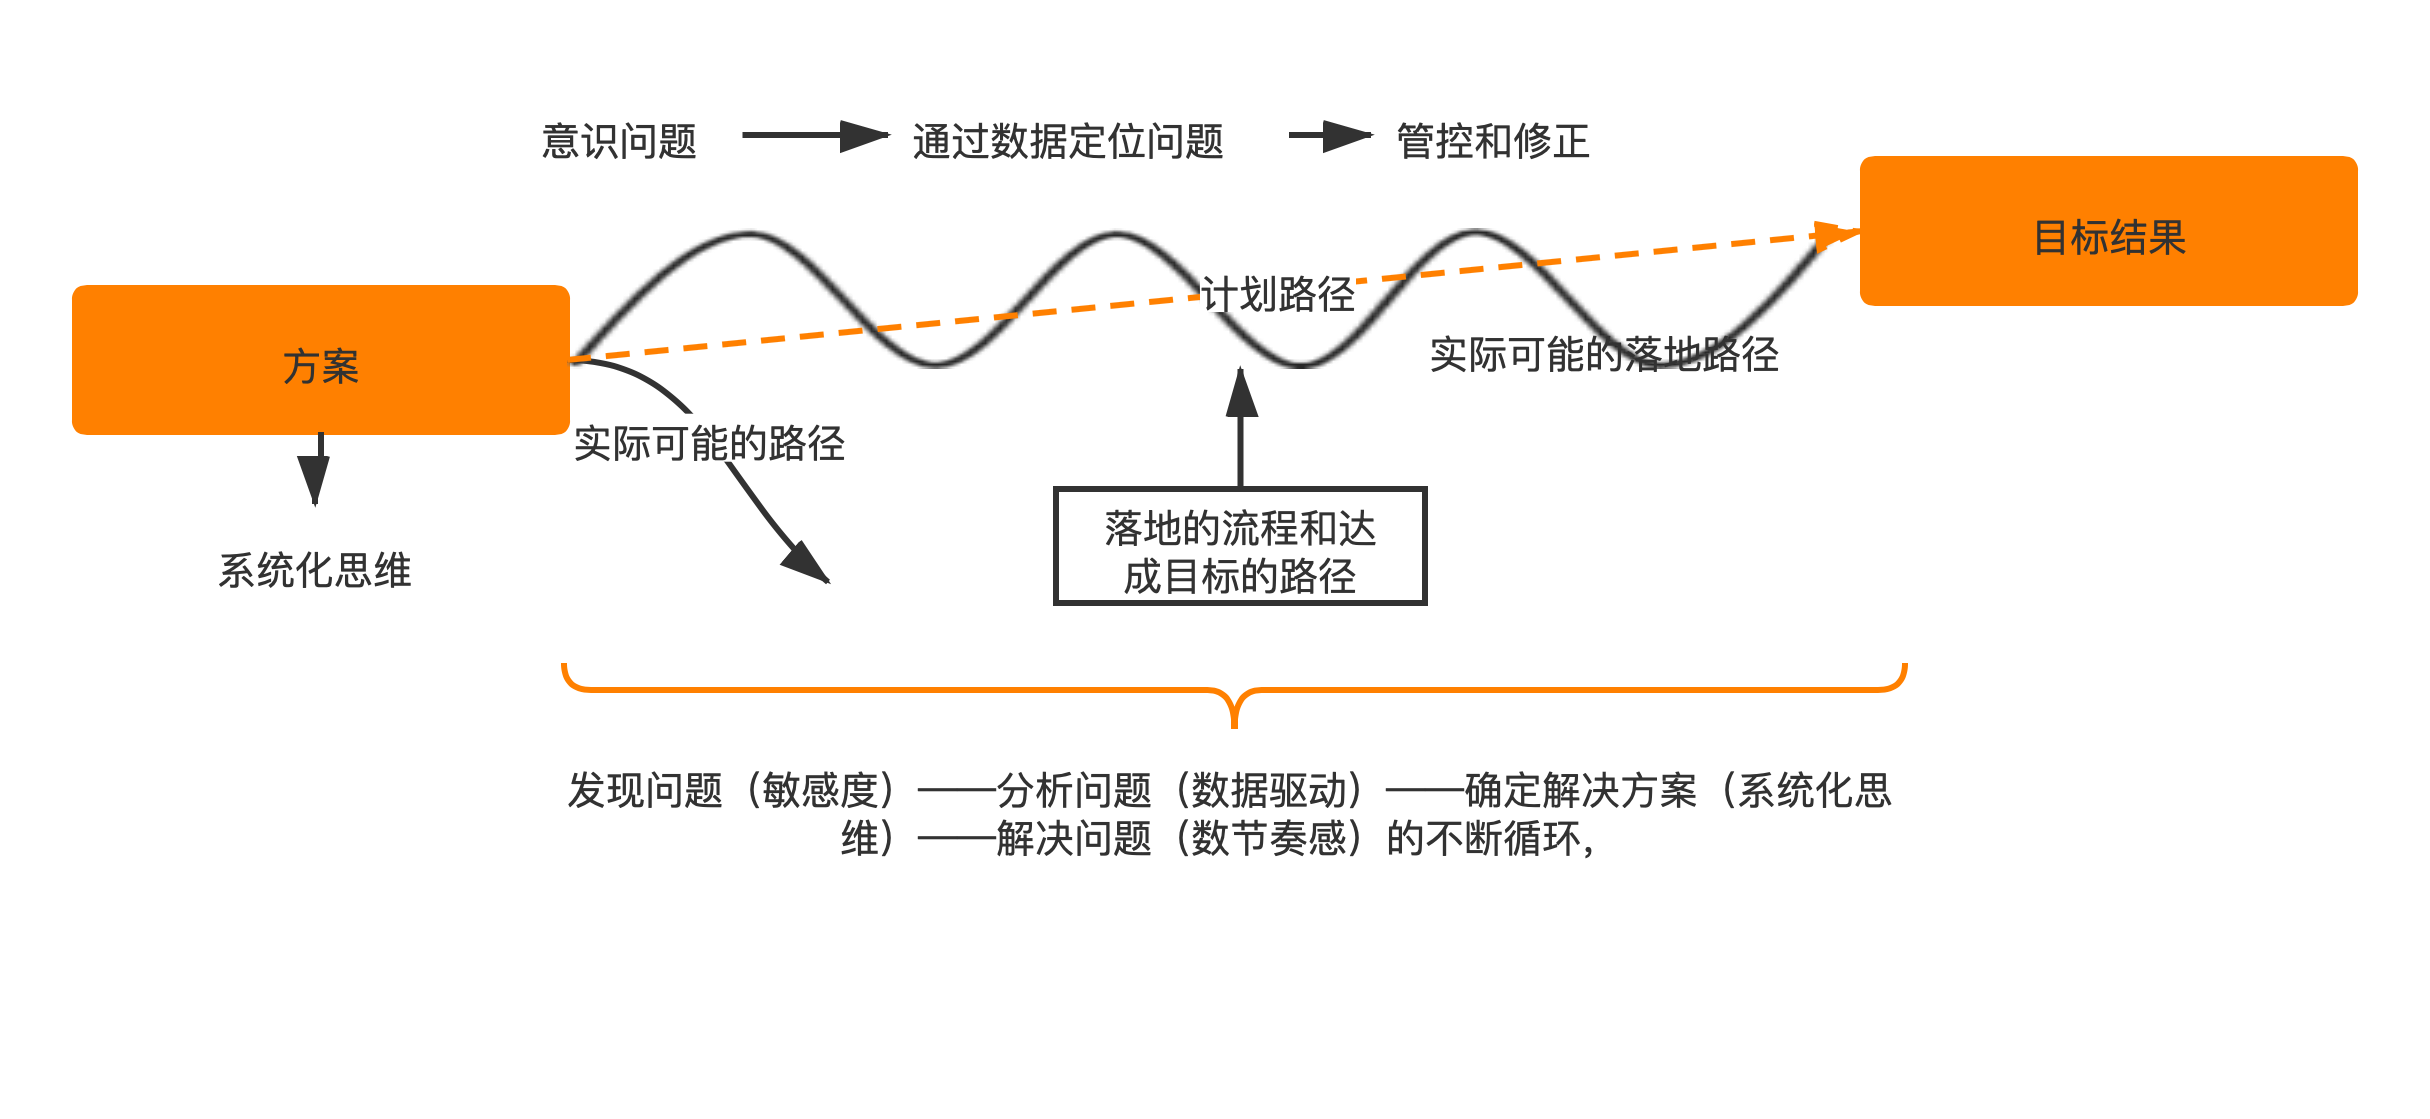 意识问题
通过数据定位问题
管控和修正
目标结果
计划路径
实际可能的落地路径
方案
实际可能的路径
系统化思维
落地的流程和达
成目标的路径
发现问题（敏感度）——分析问题（数据驱动）——确定解决方案（系统化思
维）——解决问题（数节奏感）的不断循环，